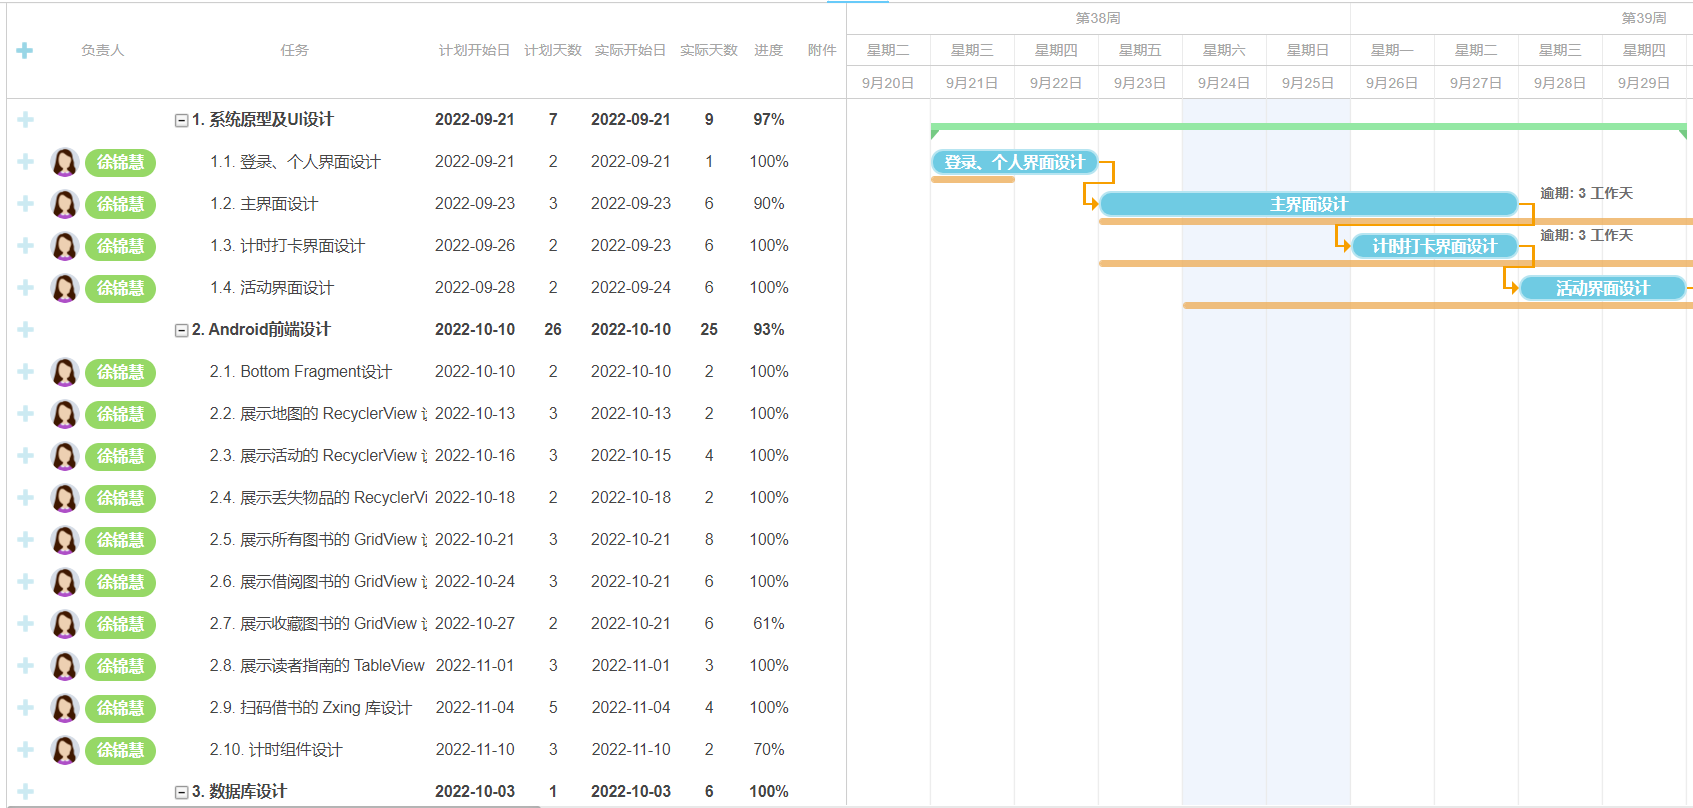 第38周 第39周
负责人 任务 计划开始日 计划天数 实际开始日 实际天数 进度 附件 星期二 星期三 星期四 星期五 星期六 星期日 星期一 星期二 星期三 星期四
9月20日 9月21日 9月22日 9月23日 9月24日 9月25日 9月26日 9月27日 9月28日 9月29日
1. 系统原型及UI设计 2022-09-21 7 2022-09-21 9 97%
徐锦慧 1.1. 登录、个人界面设计 2022-09-21 2 2022-09-21 1 100% 登录、个人界面设计
徐锦慧 1.2. 主界面设计 2022-09-23 3 2022-09-23 6 90% 主界面设计 逾期: 3 工作天
徐锦慧 1.3. 计时打卡界面设计 2022-09-26 2 2022-09-23 6 100% 计时打卡界面设计 逾期: 3 工作天
徐锦慧 1.4. 活动界面设计 2022-09-28 2 2022-09-24 6 100% 活动界面设计
2. Android前端设计 2022-10-10 26 2022-10-10 25 93%
徐锦慧 2.1. Bottom Fragment设计 2022-10-10 2 2022-10-10 2 100%
徐锦慧 2.2. 展示地图的 RecyclerView 2022-10-13 3 2022-10-13 2 100%
徐锦慧 2.3. 展示活动的 RecyclerView 2022-10-16 3 2022-10-15 4 100%
徐锦慧 2.4. 展示丢失物品的 RecyclerVi 2022-10-18 2 2022-10-18 2 100%
徐锦慧 2.5. 展示所有图书的 GridView 2022-10-21 3 2022-10-21 8 100%
徐锦慧 2.6. 展示借阅图书的 GridView 2022-10-24 3 2022-10-21 6 100%
徐锦慧 2.7. 展示收藏图书的 GridView 2022-10-27 2 2022-10-21 6 61%
徐锦慧 2.8. 展示读者指南的 TableView 2022-11-01 3 2022-11-01 3 100%
徐锦慧 2.9. 扫码借书的 Zxing 库设计 2022-11-04 5 2022-11-04 4 100%
徐锦慧 2.10. 计时组件设计 2022-11-10 3 2022-11-10 2 70%
3. 数据库设计 2022-10-03 1 2022-10-03 6 100%